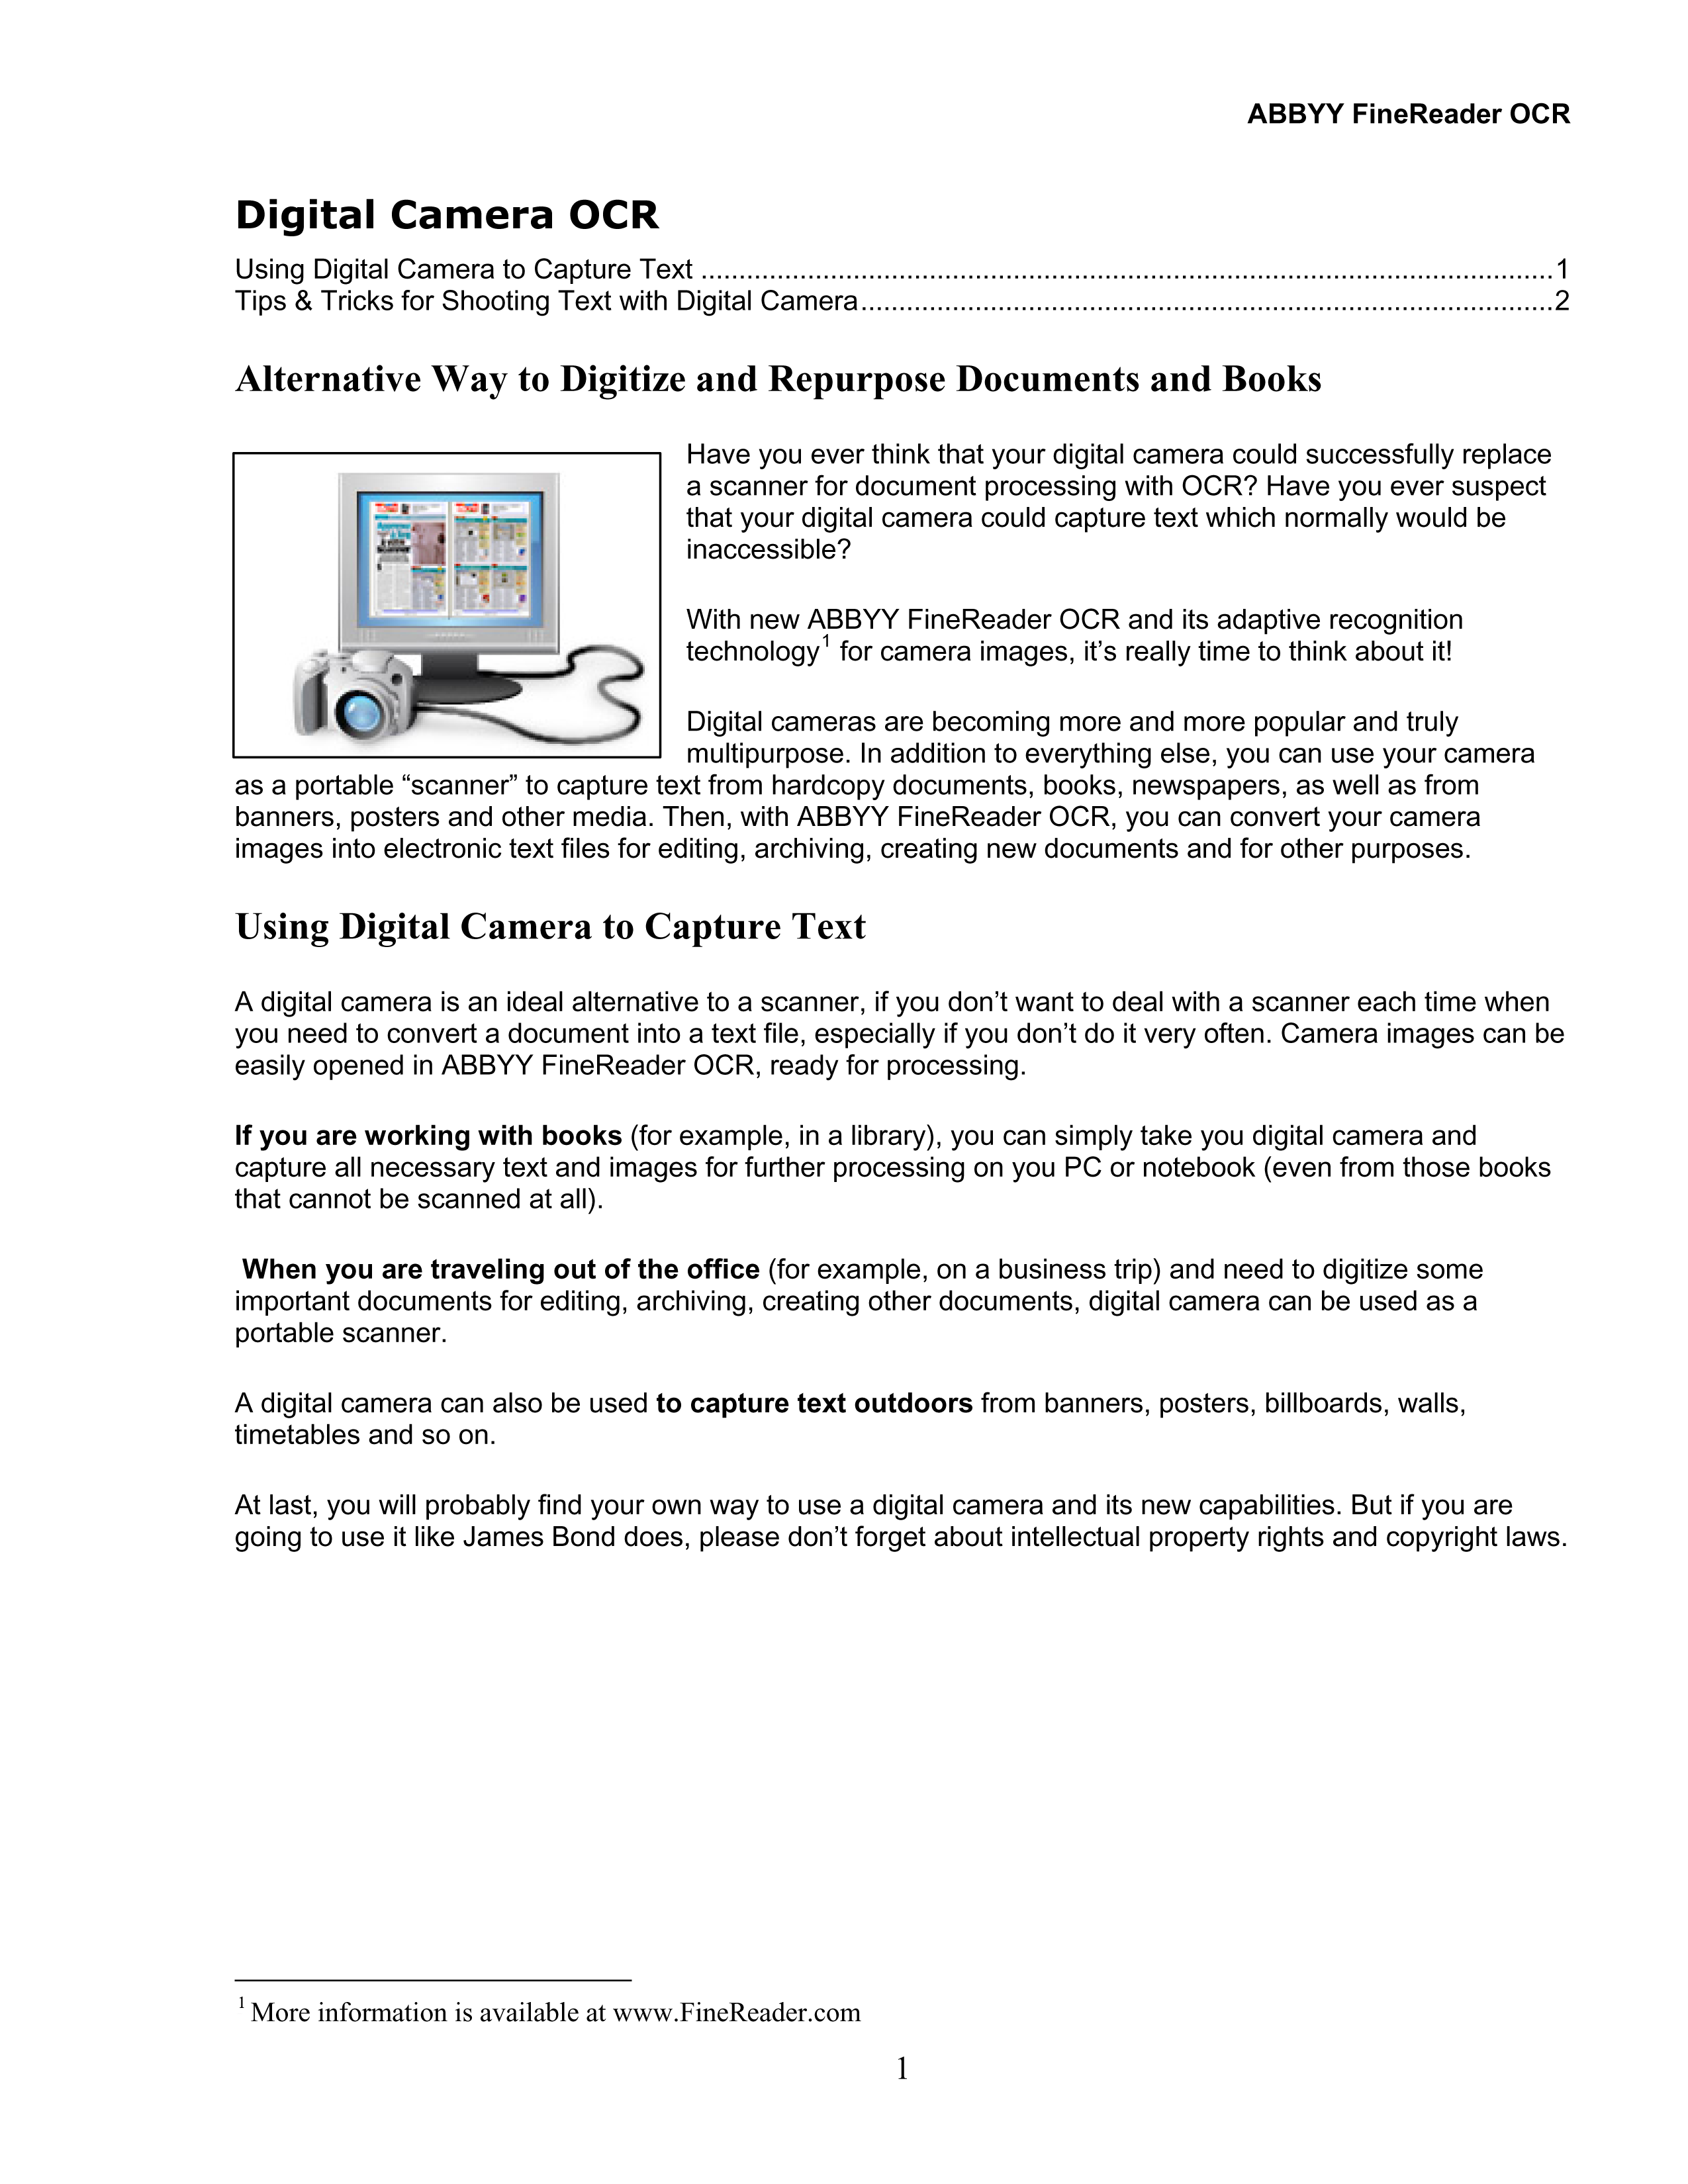 ABBYY FineReader OCR
Digital Camera OCR
Using Digital Camera to Capture Text ................................................................................................................1
Tips & Tricks for Shooting Text with Digital Camera...........................................................................................2
Alternative Way to Digitize and Repurpose Documents and Books
Have you ever think that your digital camera could successfully replace
a scanner for document processing with OCR? Have you ever suspect
that your digital camera could capture text which normally would be
inaccessible?
With new ABBYY FineReader OCR and its adaptive recognition
technology1 for camera images, it’s really time to think about it!
Digital cameras are becoming more and more popular and truly
multipurpose. In addition to everything else, you can use your camera
as a portable “scanner” to capture text from hardcopy documents, books, newspapers, as well as from
banners, posters and other media. Then, with ABBYY FineReader OCR, you can convert your camera
images into electronic text files for editing, archiving, creating new documents and for other purposes.
Using Digital Camera to Capture Text
A digital camera is an ideal alternative to a scanner, if you don’t want to deal with a scanner each time when
you need to convert a document into a text file, especially if you don’t do it very often. Camera images can be
easily opened in ABBYY FineReader OCR, ready for processing.
If you are working with books (for example, in a library), you can simply take you digital camera and
capture all necessary text and images for further processing on you PC or notebook (even from those books
that cannot be scanned at all).
When you are traveling out of the office (for example, on a business trip) and need to digitize some
important documents for editing, archiving, creating other documents, digital camera can be used as a
portable scanner.
A digital camera can also be used to capture text outdoors from banners, posters, billboards, walls,
timetables and so on.
At last, you will probably find your own way to use a digital camera and its new capabilities. But if you are
going to use it like James Bond does, please don’t forget about intellectual property rights and copyright laws.
1 More information is available at www.FineReader.com
1